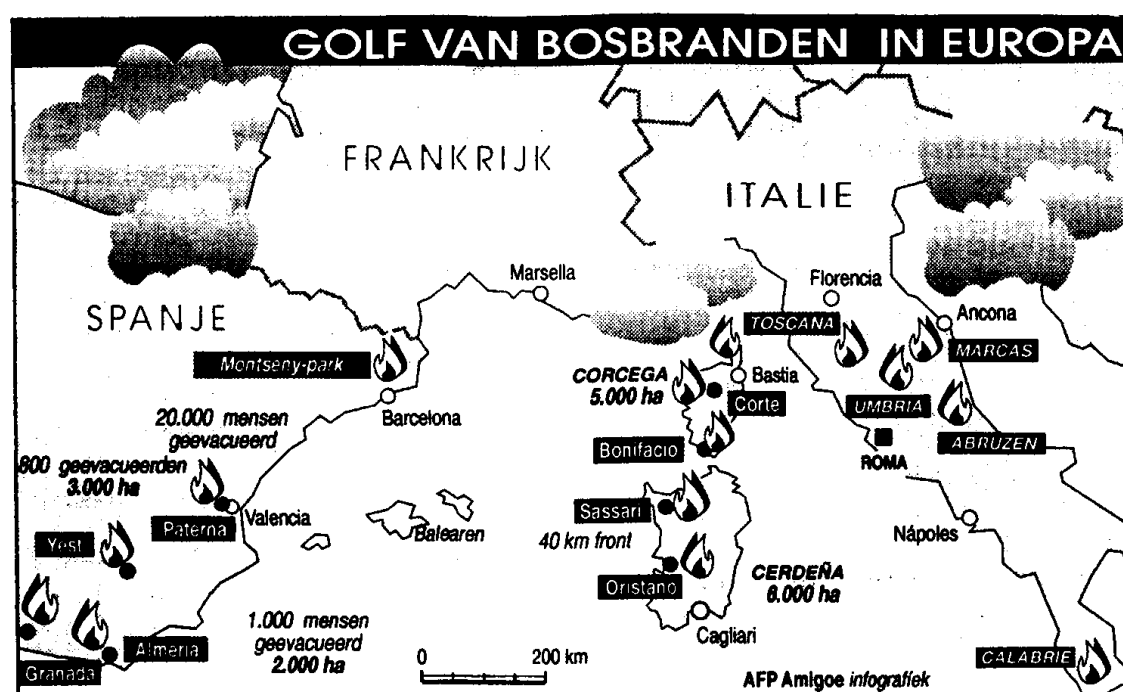 GOLF VAN BOSBRANDEN IN EUROPA
FRANKRIJK
ITALIE
SPANJE
Marsella
Florencia
TOSCANA
Ancona
MARCAS
Montseny-park
Barcelona
CORCEGA
5.000 ha
Bastia
Corte
UMBRIA
ABRUZEN
ROMA
20.000 mensen
geevacueerd
Bonifacio
800 geevacueerden
3.000 ha
Paterna
Valencia
Balearen
Sassari
40 km front
Nápoles
Yest
Oristano
CERDEÑA
6.000 ha
Cagliari
1.000 mensen
geevacueerd
2.000 ha
Almeria
Granada
CALABRIE
0 200 km
AFP Amigoe infografiek